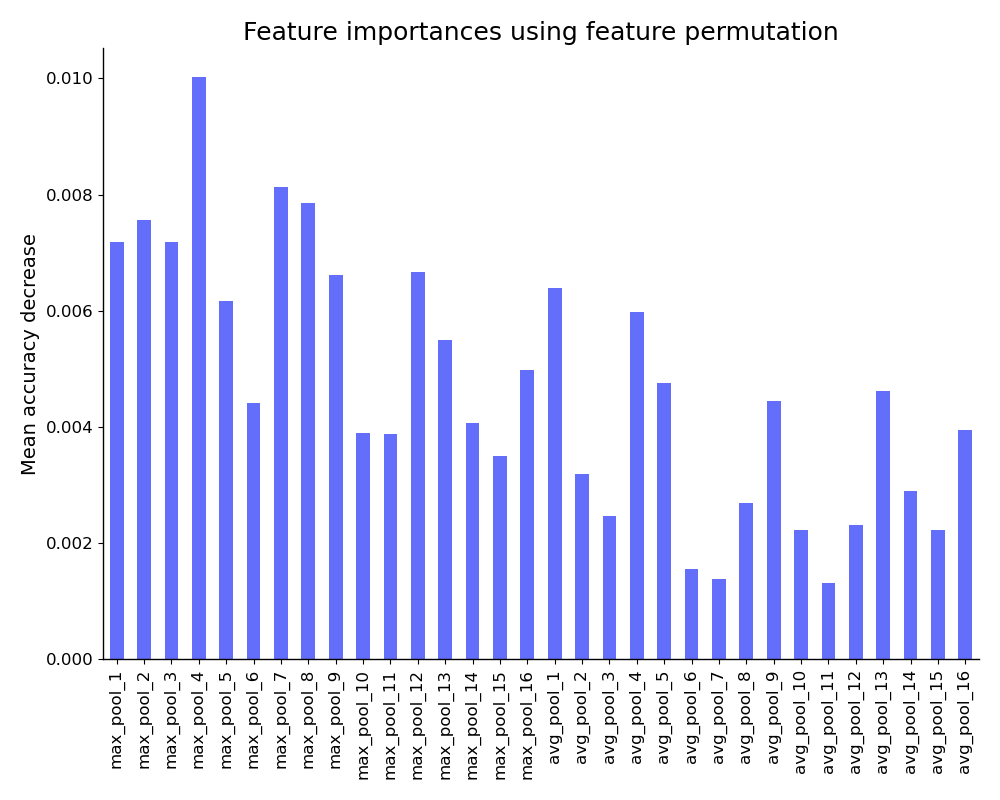 Feature importances using feature permutation
Mean accuracy decrease
0.010
0.008
0.006
0.004
0.002
0.000
max_pool_1
max_pool_2
max_pool_3
max_pool_4
max_pool_5
max_pool_6
max_pool_7
max_pool_8
max_pool_9
max_pool_10
max_pool_11
max_pool_12
max_pool_13
max_pool_14
max_pool_15
max_pool_16
avg_pool_1
avg_pool_2
avg_pool_3
avg_pool_4
avg_pool_5
avg_pool_6
avg_pool_7
avg_pool_8
avg_pool_9
avg_pool_10
avg_pool_11
avg_pool_12
avg_pool_13
avg_pool_14
avg_pool_15
avg_pool_16